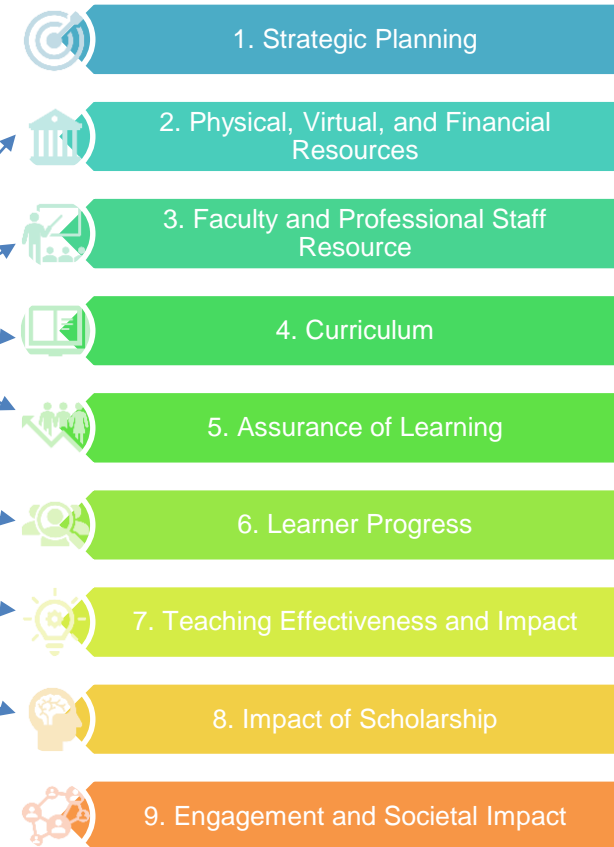 1. Strategic Planning
2. Physical, Virtual, and Financial
Resources
3. Faculty and Professional Staff
Resource
4. Curriculum
5. Assurance of Learning
6. Learner Progress
7. Teaching Effectiveness and Impact
8. Impact of Scholarship
9. Engagement and Societal Impact